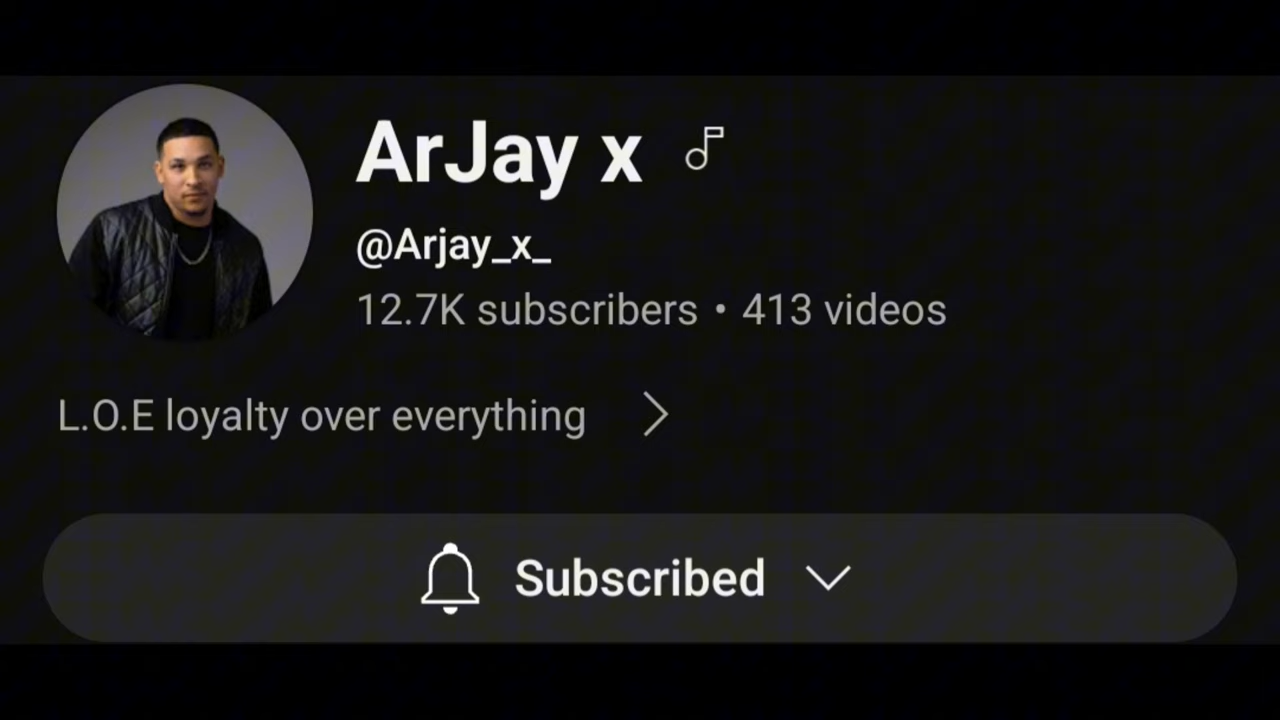 ArJay x
@Arjay_x_
12.7K subscribers • 413 videos
L.O.E loyalty over everything
Subscribed